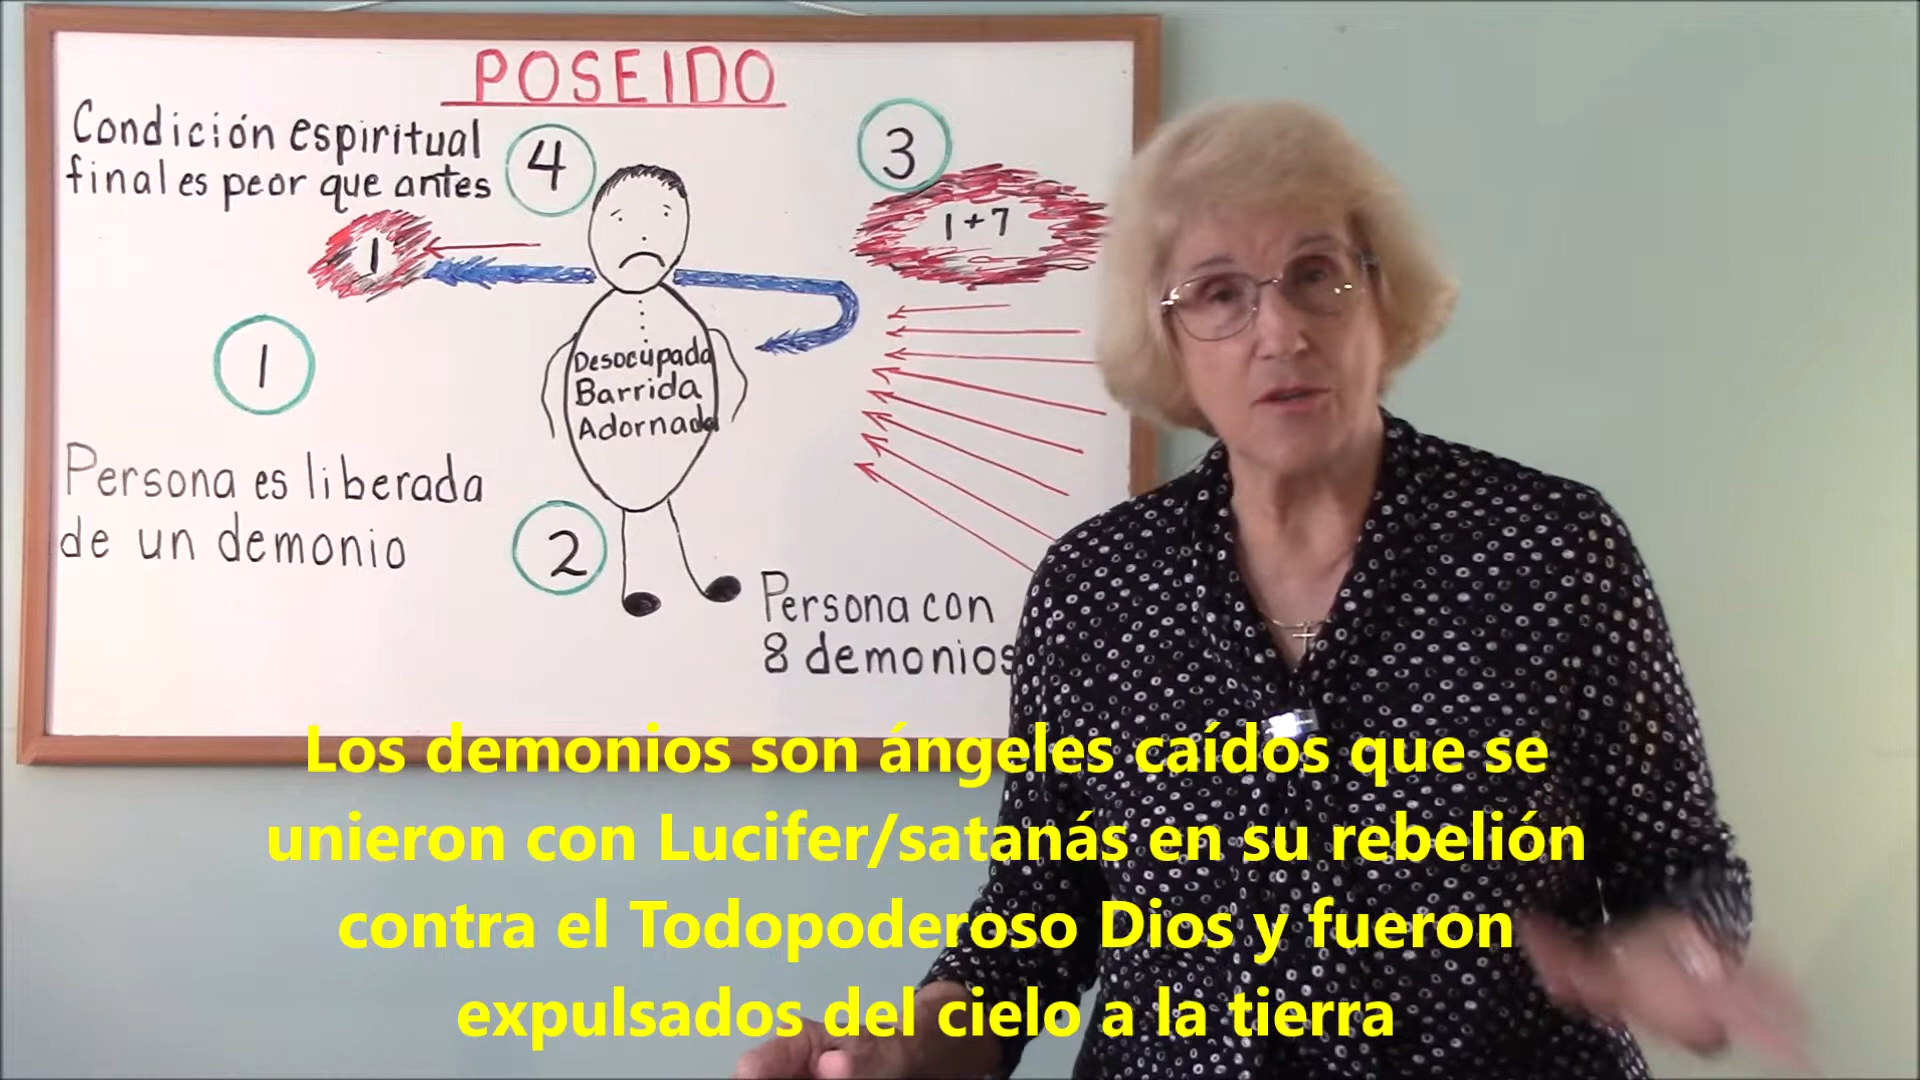 POSEIDO
Condición espiritual
final es peor que antes
4
3
1+7
1
1
Desocupada
Barrida
Adornada
Persona es liberada
de un demonio
2
Persona con
8 demonios
Los demonios son ángeles caídos que se
unieron con Lucifer/satanás en su rebelión
contra el Todopoderoso Dios y fueron
expulsados del cielo a la tierra